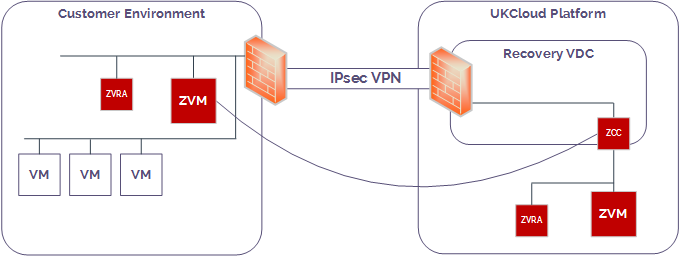 Customer Environment
UKCloud Platform
Recovery VDC
IPsec VPN
ZVRA
ZVM
ZCC
VM
VM
VM
ZVRA
ZVM